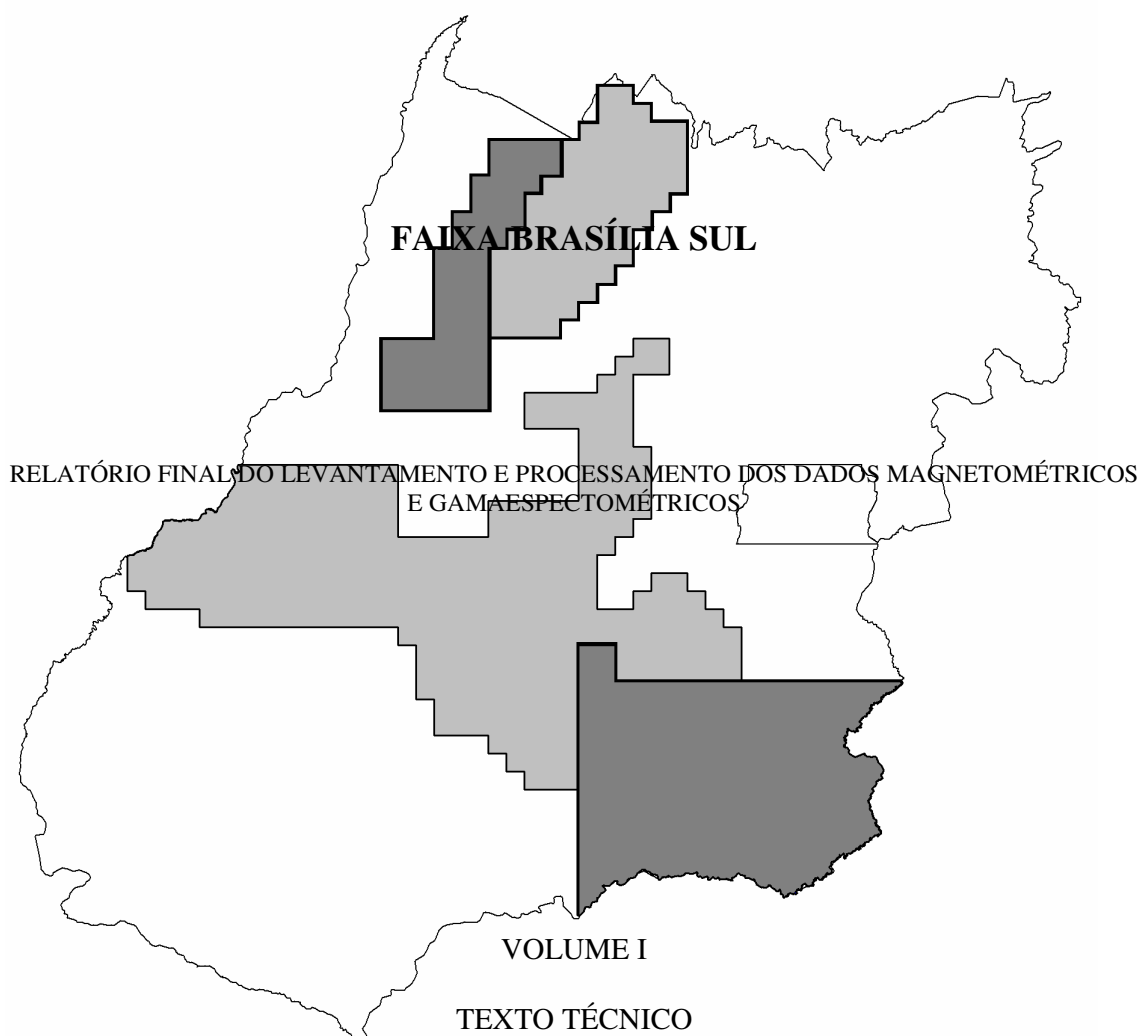 FAIXA BRASÍLIA SUL
RELATÓRIO FINAL DO LEVANTAMENTO E PROCESSAMENTO DOS DADOS MAGNETOMÉTRICOS
E GAMAESPECTOMÉTRICOS
VOLUME I
TEXTO TÉCNICO